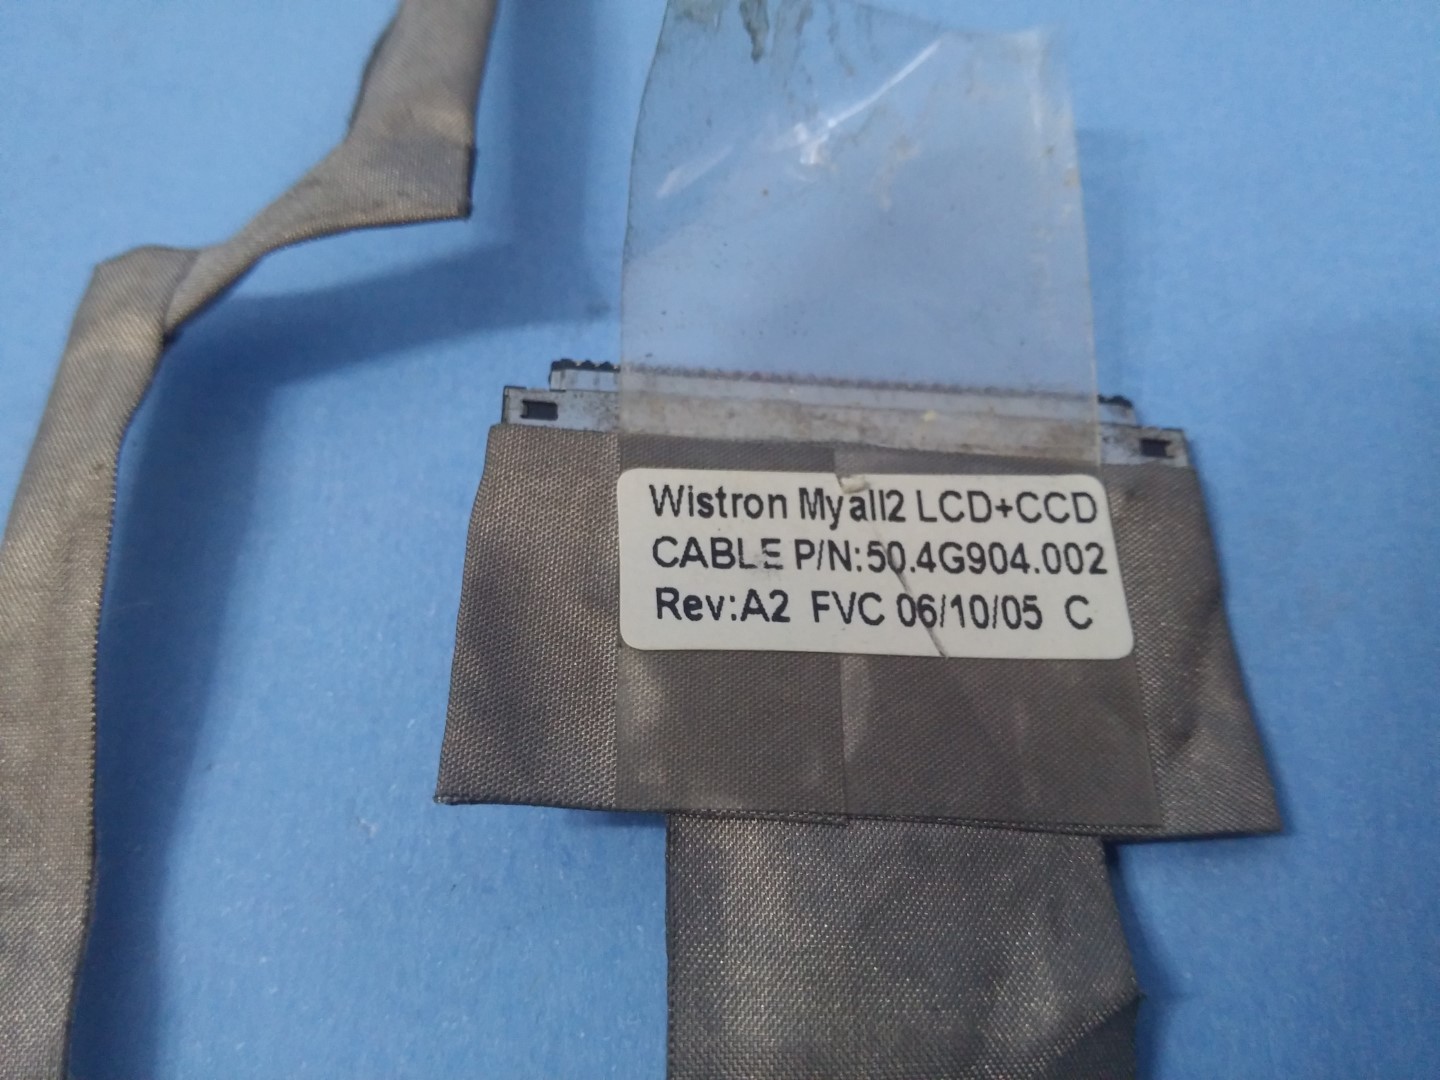 Wistron Myall2 LCD+CCD
CABLE P/N:50.4G904.002
Rev:A2 FVC 06/10/05 C